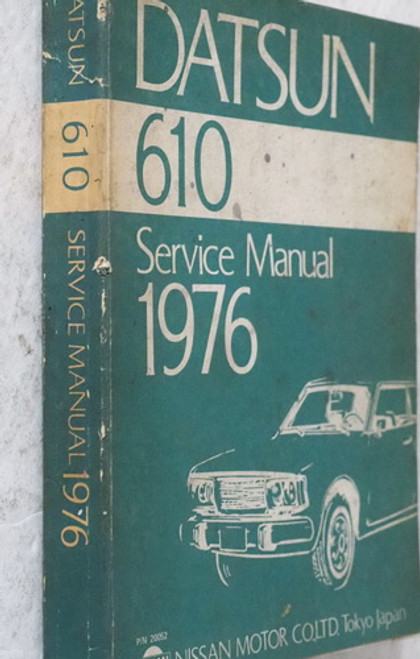 DATSUN
610
SERVICE MANUAL 1976
DATSUN
610
Service Manual
1976
P/N 20052
NISSAN MOTOR CO.,LTD. Tokyo Japan